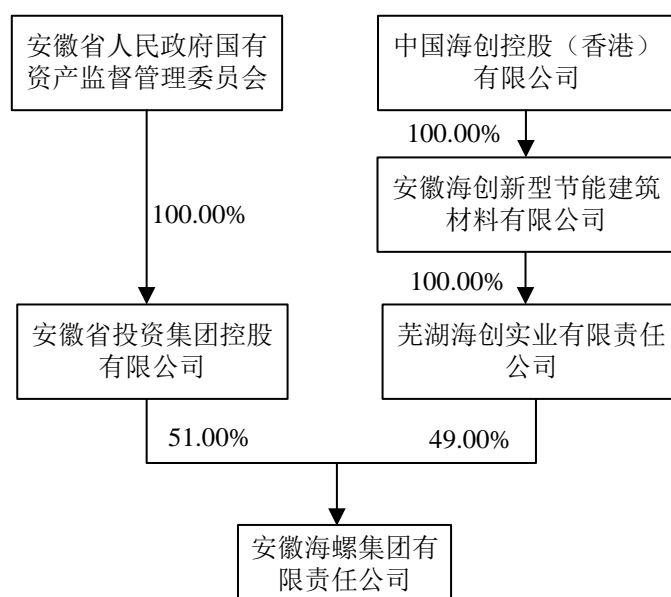 安徽省人民政府国有
资产监督管理委员会
中国海创控股（香港）
有限公司
100.00%
安徽海创新型节能建筑
材料有限公司
100.00%
100.00%
安徽省投资集团控股
有限公司
芜湖海创实业有限责任
公司
51.00%
49.00%
安徽海螺集团有
限责任公司